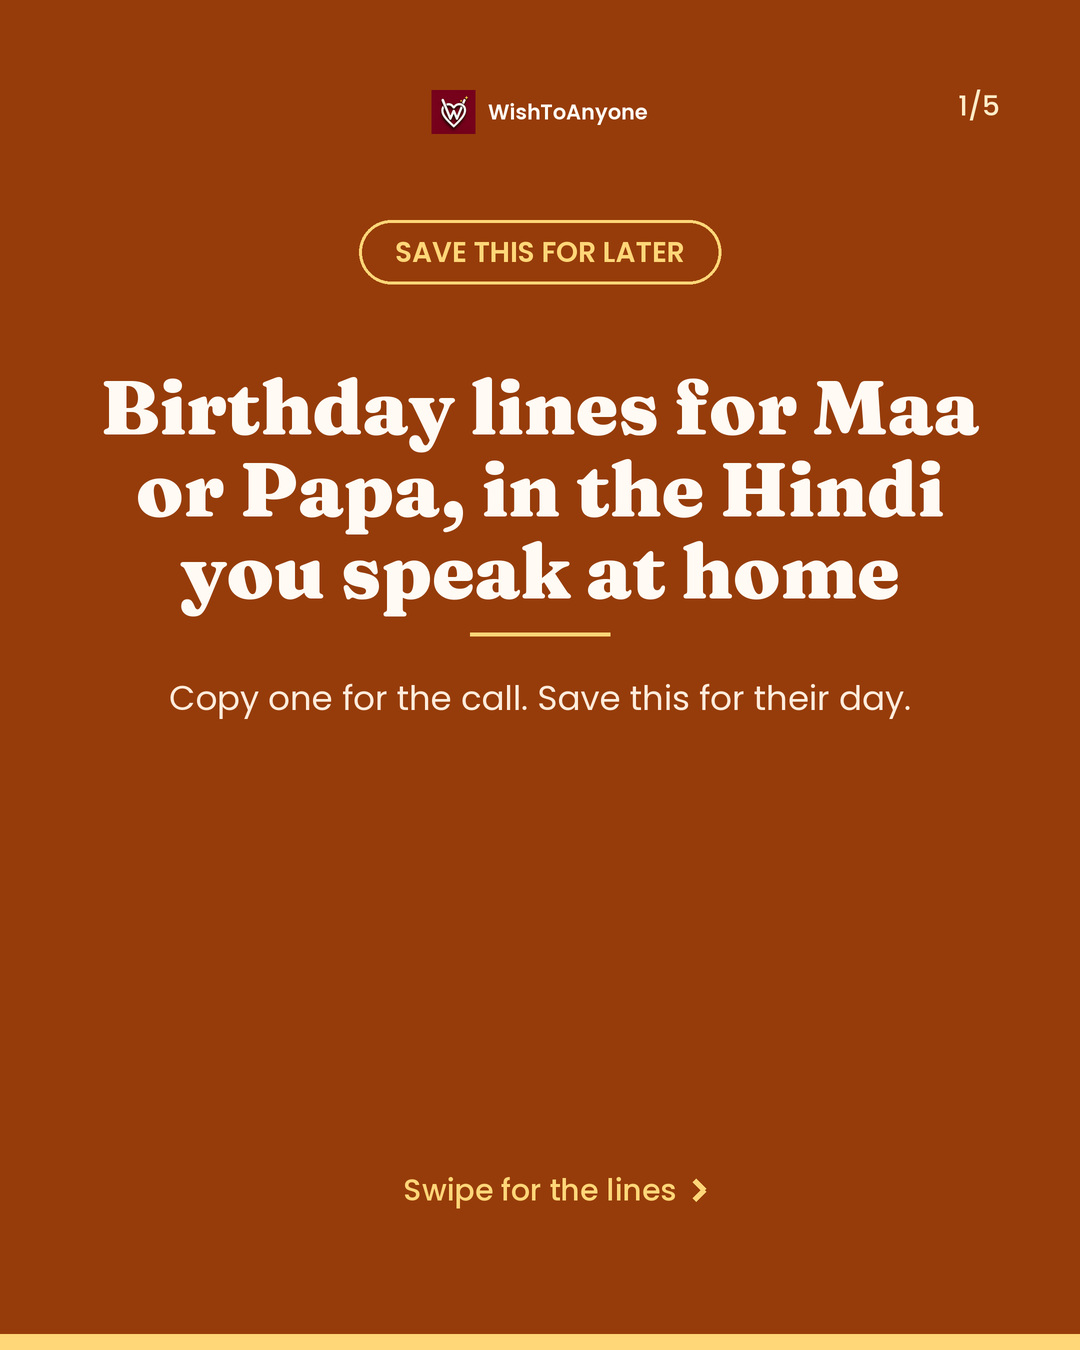 WishToAnyone
1/5
SAVE THIS FOR LATER
Birthday lines for Maa
or Papa, in the Hindi
you speak at home
Copy one for the call. Save this for their day.
Swipe for the lines